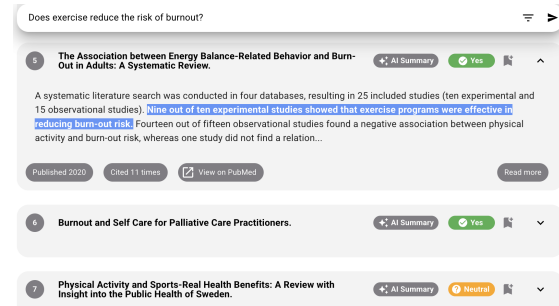 Does exercise reduce the risk of burnout?
5
The Association between Energy Balance-Related Behavior and Burn-
Out in Adults: A Systematic Review.
AI Summary
Yes
A systematic literature search was conducted in four databases, resulting in 25 included studies (ten experimental and
15 observational studies). Nine out of ten experimental studies showed that exercise programs were effective in
reducing burn-out risk. Fourteen out of fifteen observational studies found a negative association between physical
activity and burn-out risk, whereas one study did not find a relation...
Published 2020
Cited 11 times
View on PubMed
Read more
6
Burnout and Self Care for Palliative Care Practitioners.
AI Summary
Yes
7
Physical Activity and Sports-Real Health Benefits: A Review with
Insight into the Public Health of Sweden.
AI Summary
Neutral